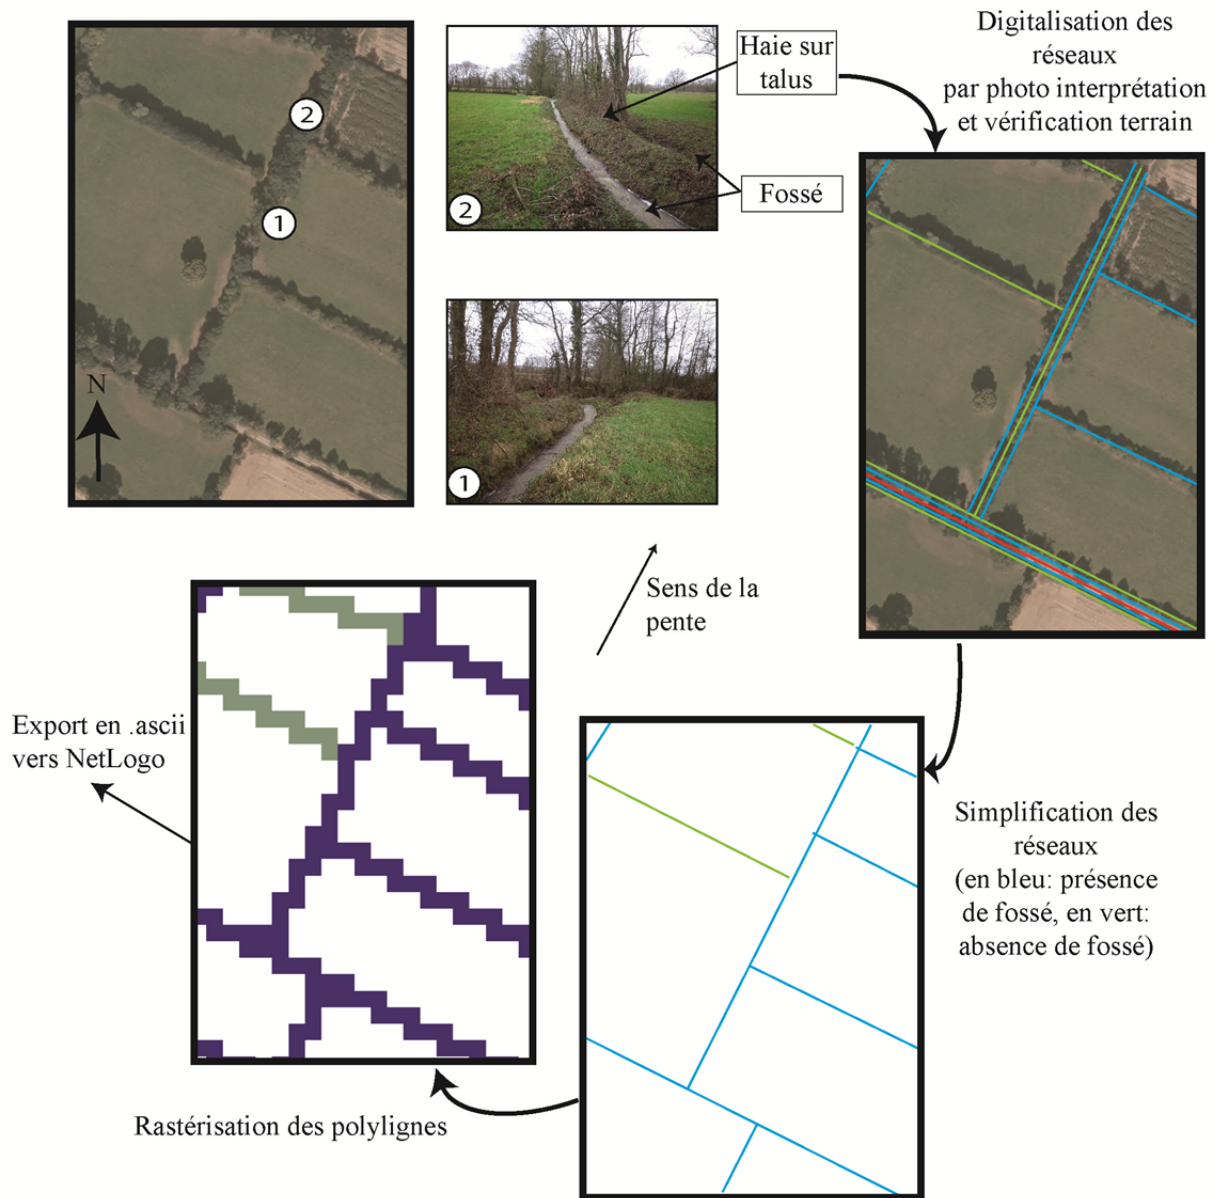 Digitalisation des
réseaux
par photo interprétation
et vérification terrain
Haie sur
talus
Fossé
2
1
N
2
1
Sens de la
pente
Export en .ascii
vers NetLogo
Simplification des
réseaux
(en bleu: présence
de fossé, en vert:
absence de fossé)
Rastérisation des polylignes